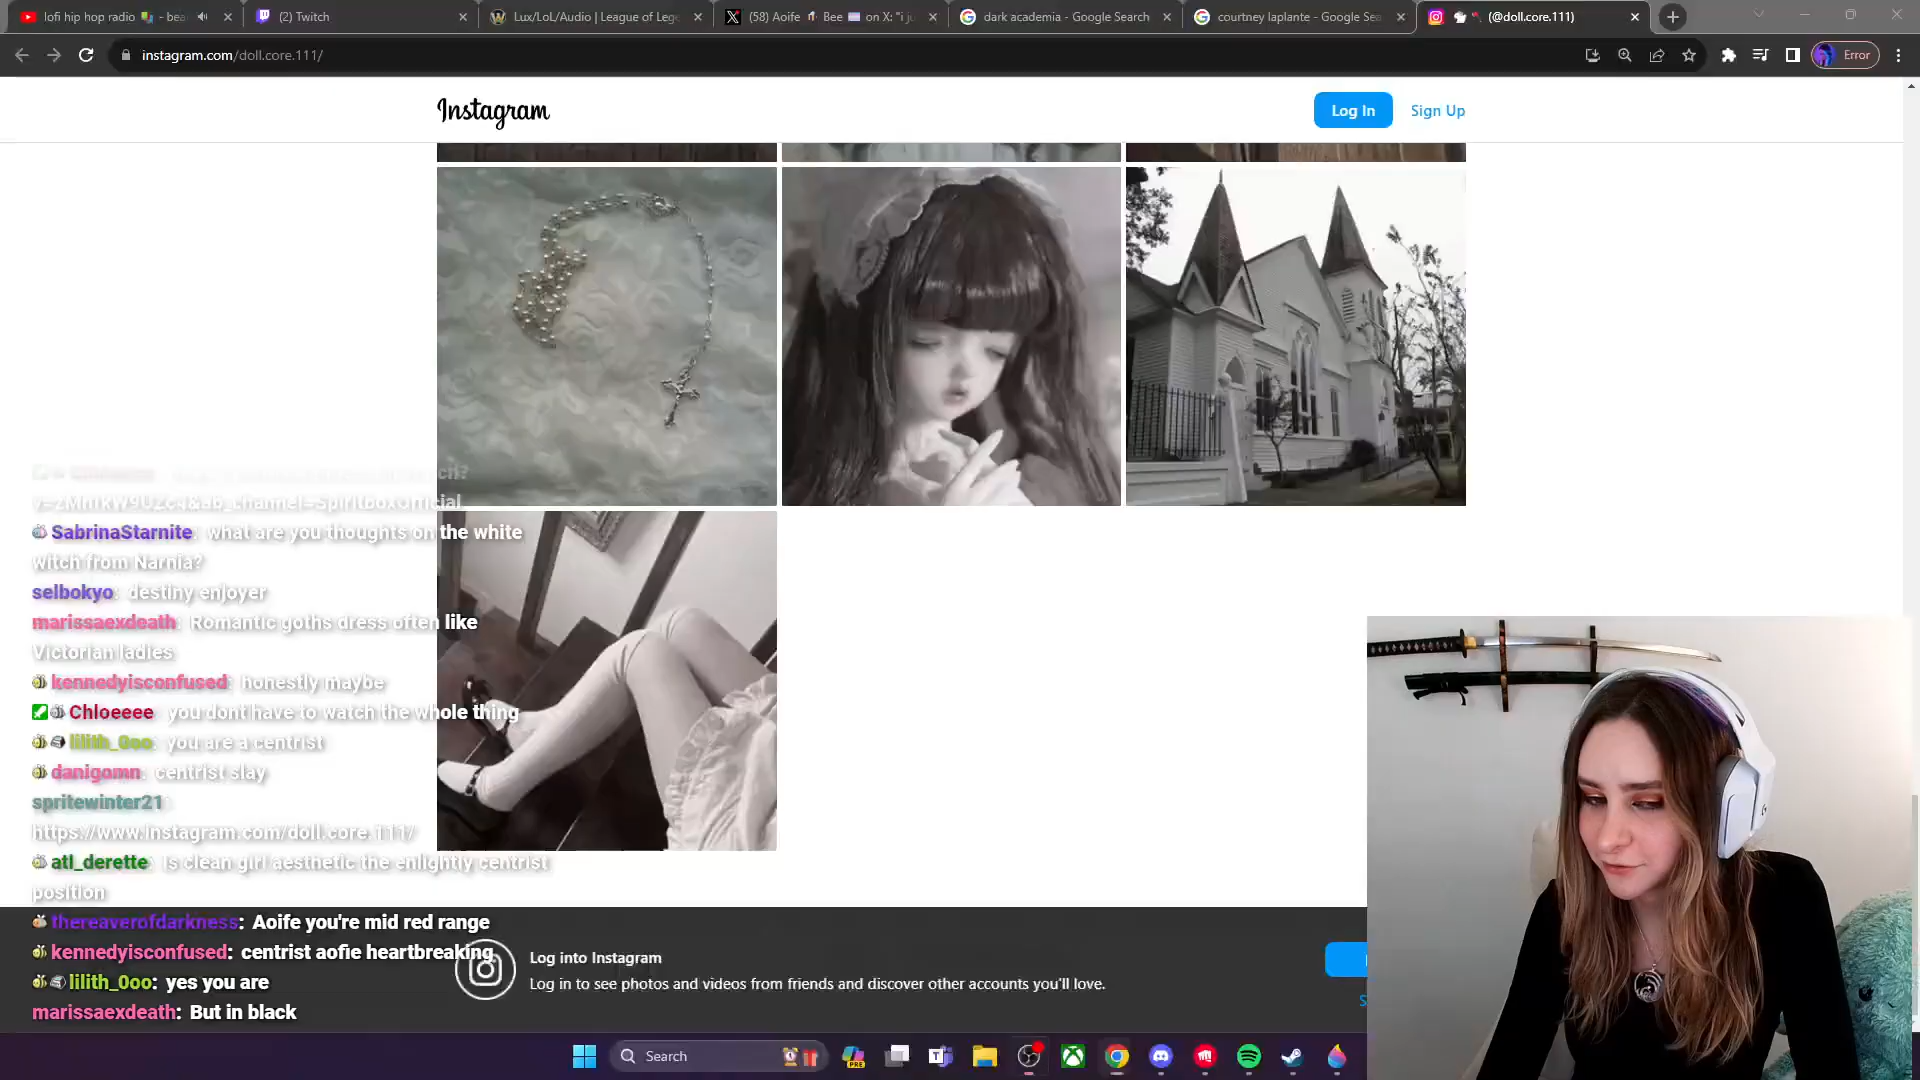 lofi hip hop radio
bea
(2) Twitch
Lux/LoL/Audio | League of Leg
(58) Aoife
Bee
on X: "i ju
dark academia - Google Search
courtney laplante - Google Sea
(@doll.core.111)
instagram.com/doll.core.111/
Error
Instagram
Log In
Sign Up
v=2MmkW9UZc4&ab_channel=SpiritboxOfficial
SabrinaStarnite: what are you thoughts on the white
witch from Narnia?
selbokyo: destiny enjoyer
marissaexdeath: Romantic goths dress often like
Victorian ladies
kennedyisconfused: honestly maybe
Chloeeee: you dont have to watch the whole thing
lilith_0oo: you are a centrist
danigomn: centrist slay
spritewinter21:
https://www.instagram.com/doll.core.111/
atl_derette: is clean girl aesthetic the enlightly centrist
position
thereaverofdarkness: Aoife you're mid red range
kennedyisconfused: centrist aofie heartbreaking
lilith_0oo: yes you are
marissaexdeath: But in black
Log into Instagram
Log in to see photos and videos from friends and discover other accounts you'll love.
Search
PRE